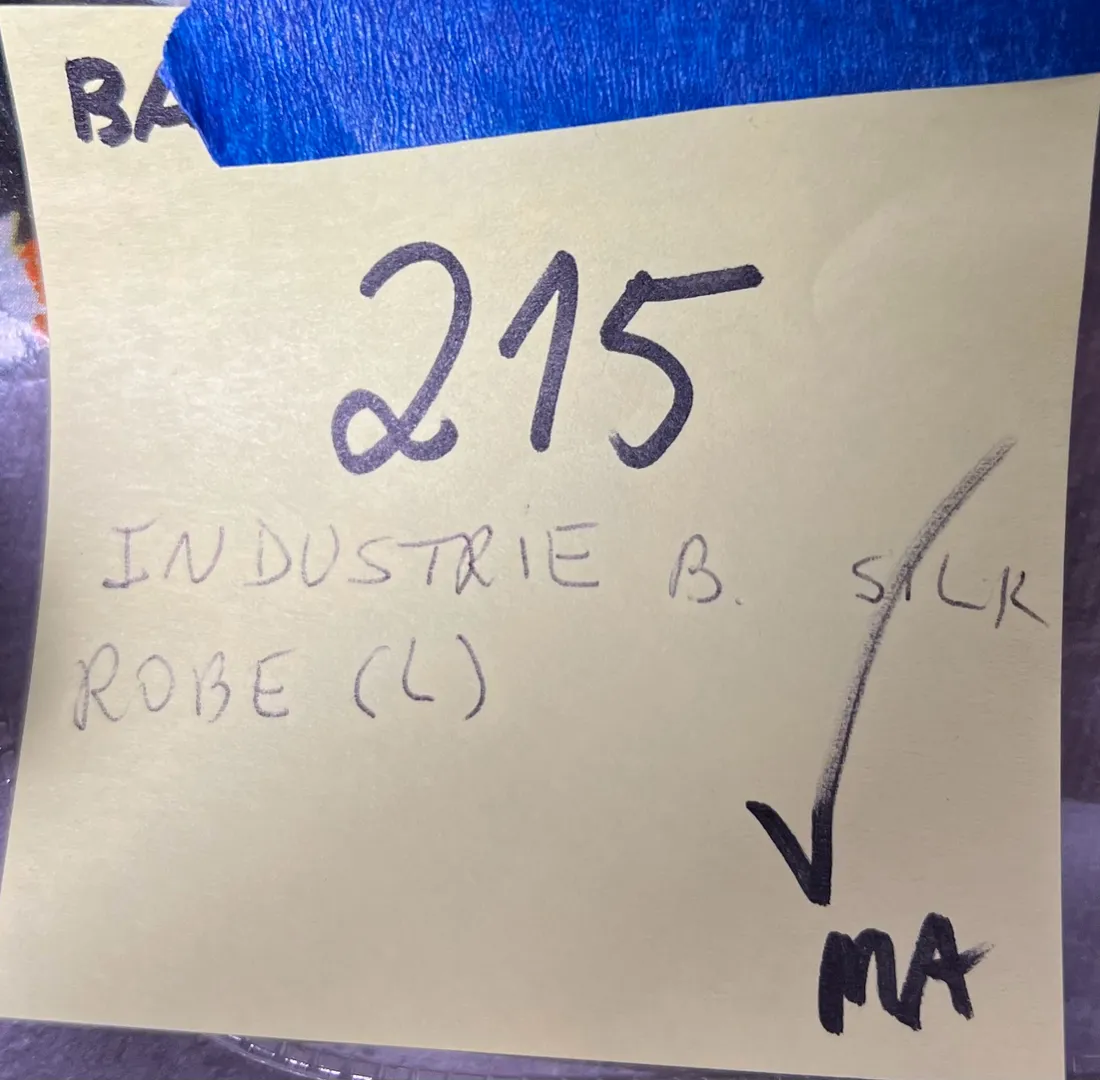 BA
215
INDUSTRIE B. SILK
ROBE (L)
MA